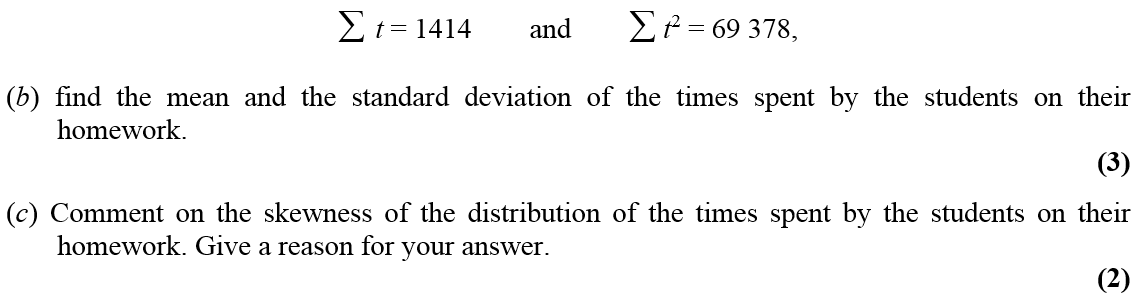 ∑ t = 1414 and ∑ t² = 69 378,
(b) find the mean and the standard deviation of the times spent by the students on their
homework.
(3)
(c) Comment on the skewness of the distribution of the times spent by the students on their
homework. Give a reason for your answer.
(2)